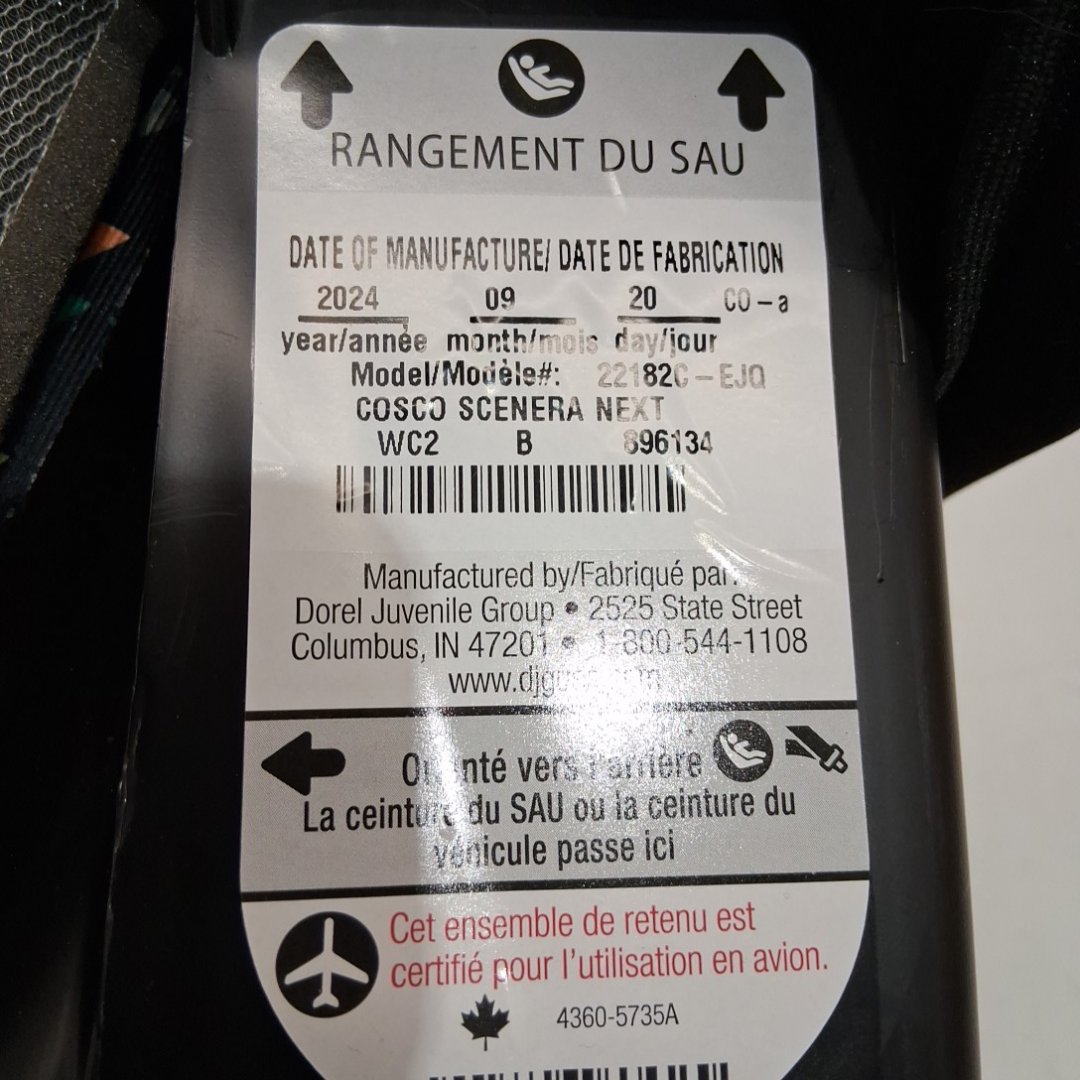 RANGEMENT DU SAU
DATE OF MANUFACTURE/ DATE DE FABRICATION
2024 09 20 CO-a
year/année month/mois day/jour
Model/Modèle#: 22182C-EJQ
COSCO SCENERA NEXT
WC2 B 896134
Manufactured by/Fabriqué par:
Dorel Juvenile Group • 2525 State Street
Columbus, IN 47201 • 1-800-544-1108
vers l'arrière
La ceinture du SAU ou la ceinture du
véhicule passe ici
Cet ensemble de retenu est
certifié pour l'utilisation en avion.
4360-5735A